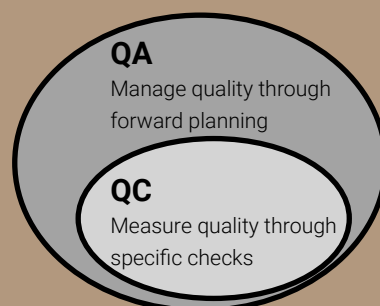 QA
Manage quality through
forward planning
QC
Measure quality through
specific checks